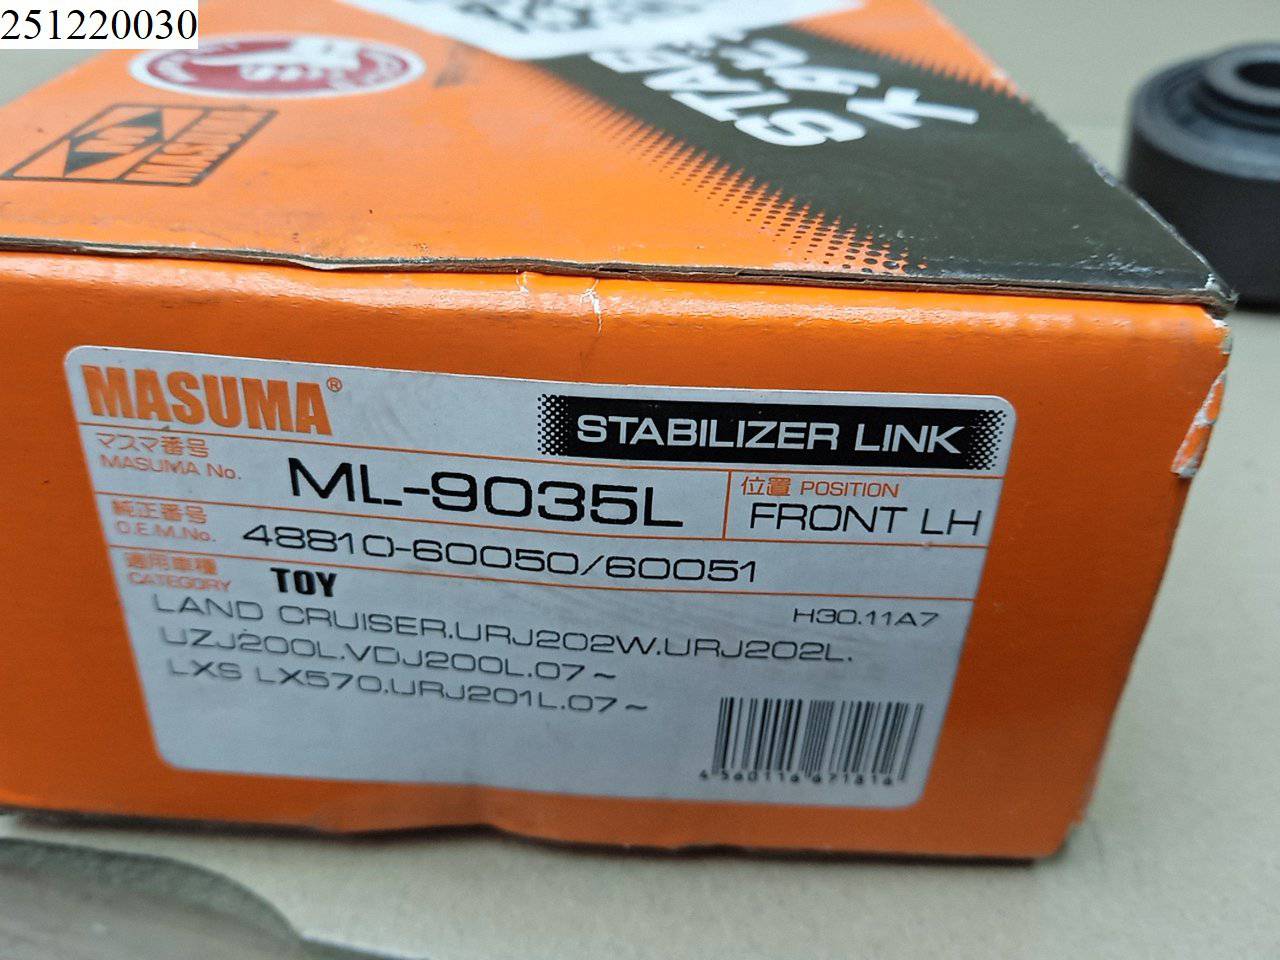 251220030
STAB
MASUMA
MASUMA®
STABILIZER LINK
マスマ番号
MASUMA No.
ML-9035L
位置 POSITION
FRONT LH
純正番号
O.E.M.No.
48810-60050/60051
適用車種
CATEGORY
TOY
H30.11A7
LAND CRUISER.URJ202W.URJ202L.
UZJ200L.VDJ200L.07~
LXS LX570.URJ201L.07~